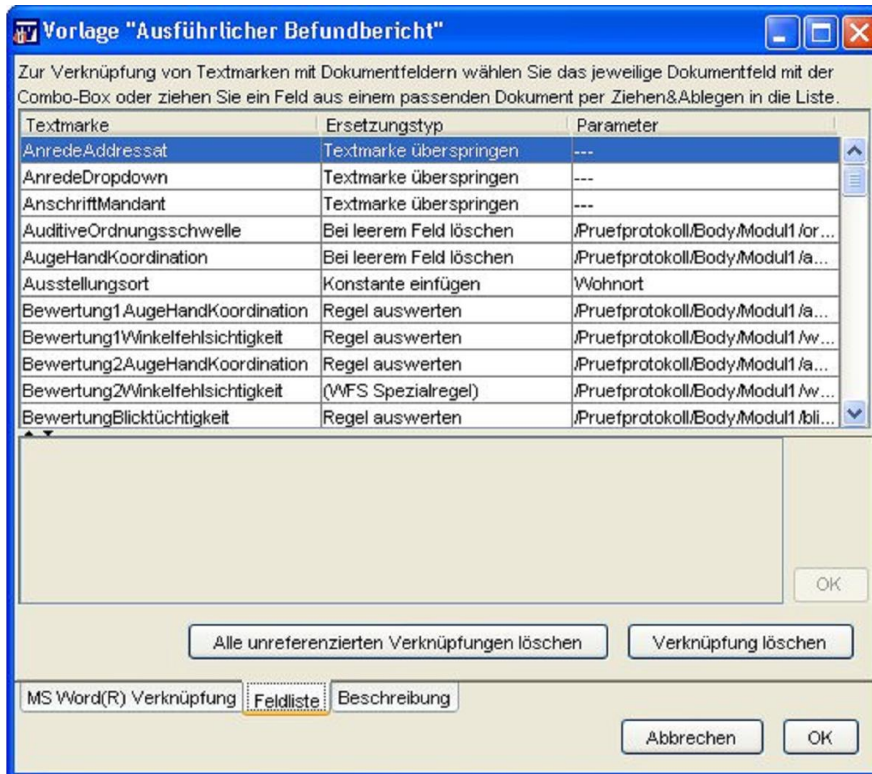 Vorlage "Ausführlicher Befundbericht"
Zur Verknüpfung von Textmarken mit Dokumentfeldern wählen Sie das jeweilige Dokumentfeld mit der
Combo-Box oder ziehen Sie ein Feld aus einem passenden Dokument per Ziehen&Ablegen in die Liste.
Textmarke Ersetzungstyp Parameter
AnredeAddressat Textmarke überspringen ---
AnredeDropdown Textmarke überspringen ---
AnschriftMandant Textmarke überspringen ---
AuditiveOrdnungsschwelle Bei leerem Feld löschen /Pruefprotokoll/Body/Modul1/or...
AugeHandKoordination Bei leerem Feld löschen /Pruefprotokoll/Body/Modul1/a...
Ausstellungsort Konstante einfügen Wohnort
Bewertung1AugeHandKoordination Regel auswerten /Pruefprotokoll/Body/Modul1/a...
Bewertung1Winkelfehlsichtigkeit Regel auswerten /Pruefprotokoll/Body/Modul1/w...
Bewertung2AugeHandKoordination Regel auswerten /Pruefprotokoll/Body/Modul1/a...
Bewertung2Winkelfehlsichtigkeit (WFS Spezialregel) /Pruefprotokoll/Body/Modul1/w...
BewertungBlicktüchtigkeit Regel auswerten /Pruefprotokoll/Body/Modul1/bli...
OK
Alle unreferenzierten Verknüpfungen löschen Verknüpfung löschen
MS Word(R) Verknüpfung Feldliste Beschreibung
Abbrechen OK